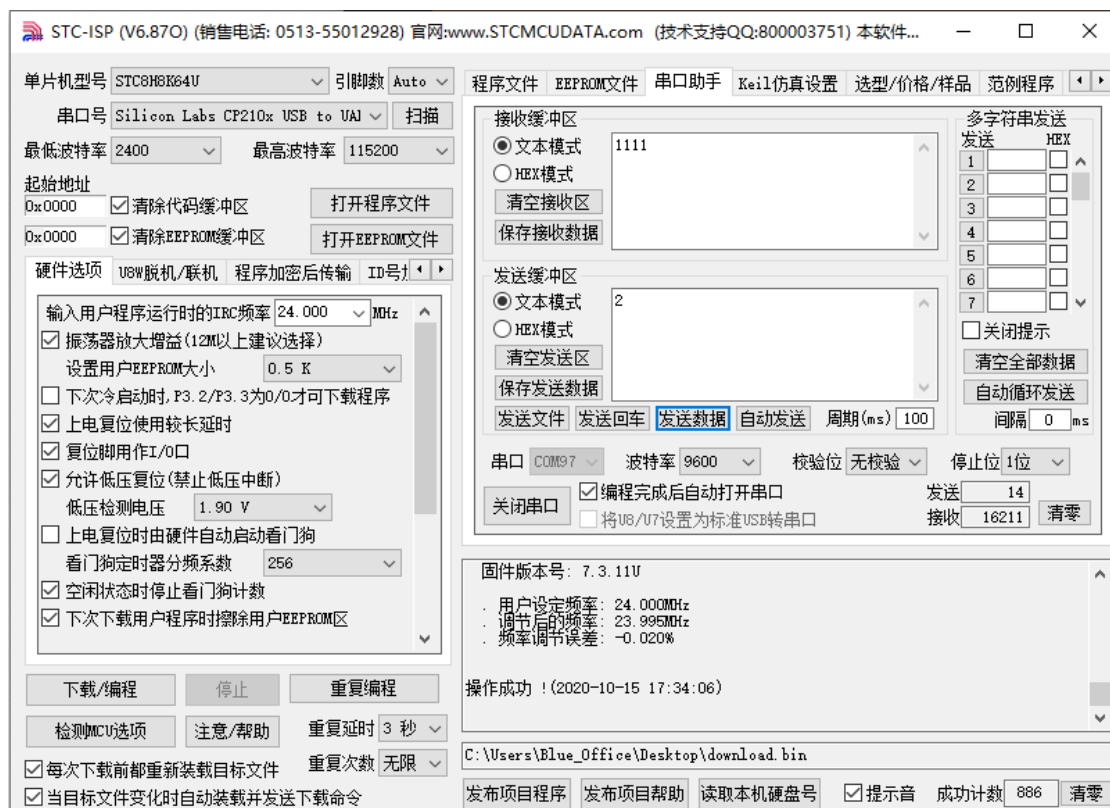 STC-ISP (V6.87O) (销售电话: 0513-55012928) 官网:www.STCMCUDATA.com (技术支持QQ:800003751) 本软件...
单片机型号 STC8H8K64U 引脚数 Auto
串口号 Silicon Labs CP210x USB to UAI 扫描
最低波特率 2400 最高波特率 115200
起始地址
0x0000 清除代码缓冲区 打开程序文件
0x0000 清除EEPROM缓冲区 打开EEPROM文件
硬件选项 U8W脱机/联机 程序加密后传输 ID号
输入用户程序运行时的IRC频率 24.000 MHz
振荡器放大增益(12M以上建议选择)
设置用户EEPROM大小 0.5 K
下次冷启动时,P3.2/P3.3为0/0才可下载程序
上电复位使用较长延时
复位脚用作I/O口
允许低压复位(禁止低压中断)
低压检测电压 1.90 V
上电复位时由硬件自动启动看门狗
看门狗定时器分频系数 256
空闲状态时停止看门狗计数
下次下载用户程序时擦除用户EEPROM区
下载/编程 停止 重复编程
检测MCU选项 注意/帮助 重复延时 3 秒
重复次数 无限
每次下载前都重新装载目标文件
当目标文件变化时自动装载并发送下载命令
程序文件 EEPROM文件 串口助手 Keil仿真设置 选型/价格/样品 范例程序
接收缓冲区
文本模式 1111
HEX模式
清空接收区
保存接收数据
发送缓冲区
文本模式 2
HEX模式
清空发送区
保存发送数据
发送文件 发送回车 发送数据 自动发送 周期(ms) 100
多字符串发送
发送 HEX
1
2
3
4
5
6
7
关闭提示
清空全部数据
自动循环发送
间隔 0 ms
串口 COM97 波特率 9600 校验位 无校验 停止位 1位
关闭串口 编程完成后自动打开串口 发送 14
将U8/U7设置为标准USB转串口 接收 16211 清零
固件版本号: 7.3.11U
. 用户设定频率: 24.000MHz
. 调节后的频率: 23.995MHz
. 频率调节误差: -0.020%
操作成功 !(2020-10-15 17:34:06)
C:\Users\Blue_Office\Desktop\download.bin
发布项目程序 发布项目帮助 读取本机硬盘号 提示音 成功计数 886 清零